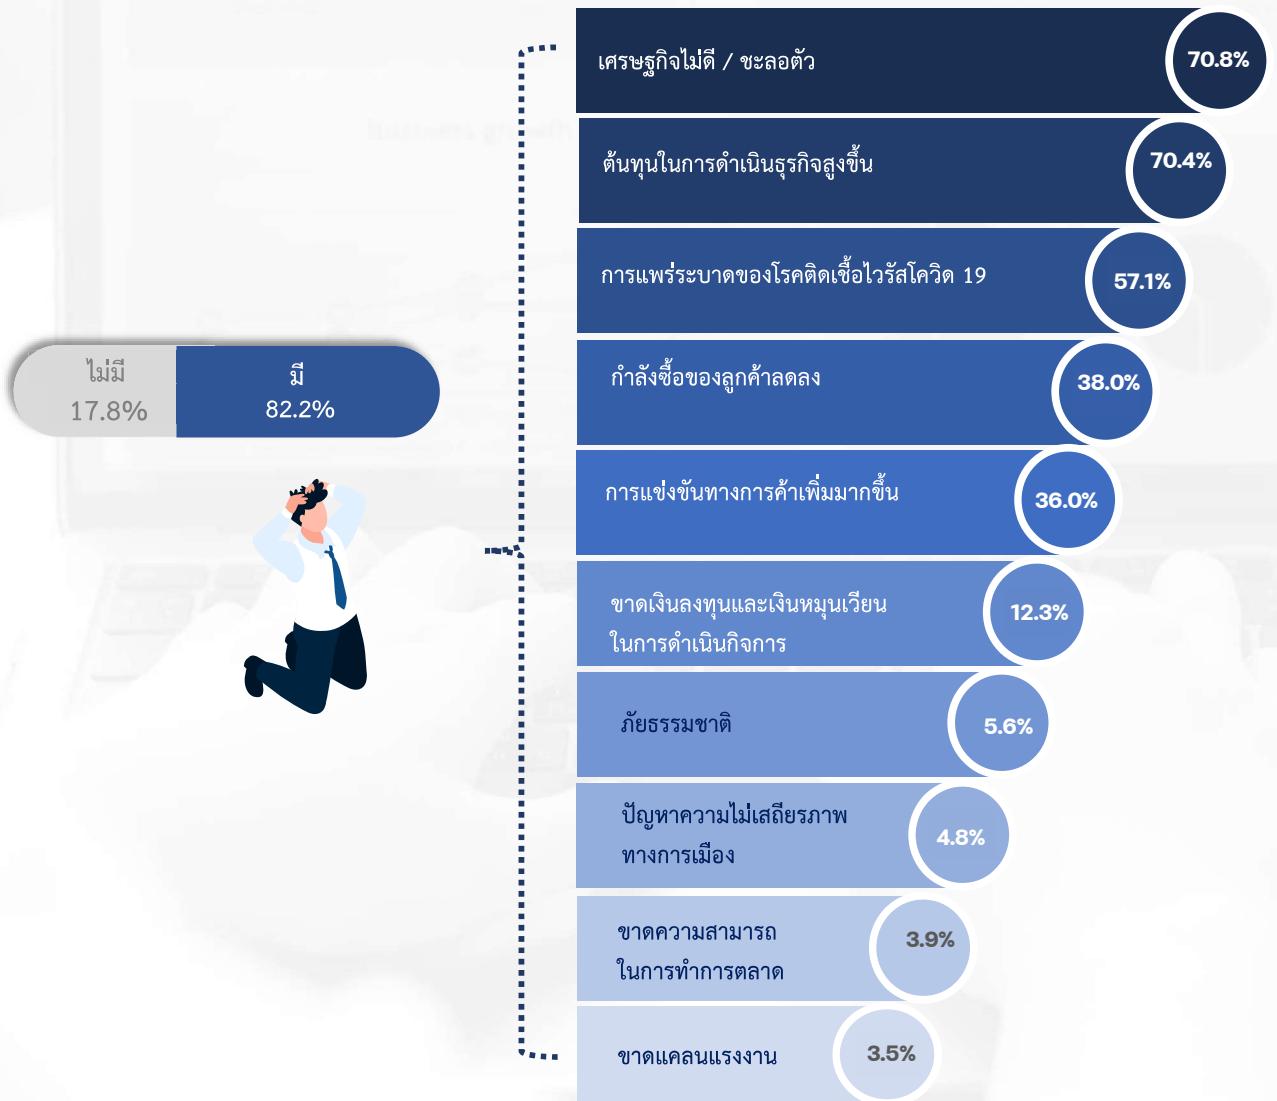 เศรษฐกิจไม่ดี / ชะลอตัว
70.8%
ต้นทุนในการดำเนินธุรกิจสูงขึ้น
70.4%
การแพร่ระบาดของโรคติดเชื้อไวรัสโควิด 19
57.1%
ไม่มี
17.8%
มี
82.2%
กำลังซื้อของลูกค้าลดลง
38.0%
การแข่งขันทางการค้าเพิ่มมากขึ้น
36.0%
ขาดเงินลงทุนและเงินหมุนเวียน
ในการดำเนินกิจการ
12.3%
ภัยธรรมชาติ
5.6%
ปัญหาความไม่เสถียรภาพ
ทางการเมือง
4.8%
ขาดความสามารถ
ในการทำการตลาด
3.9%
ขาดแคลนแรงงาน
3.5%